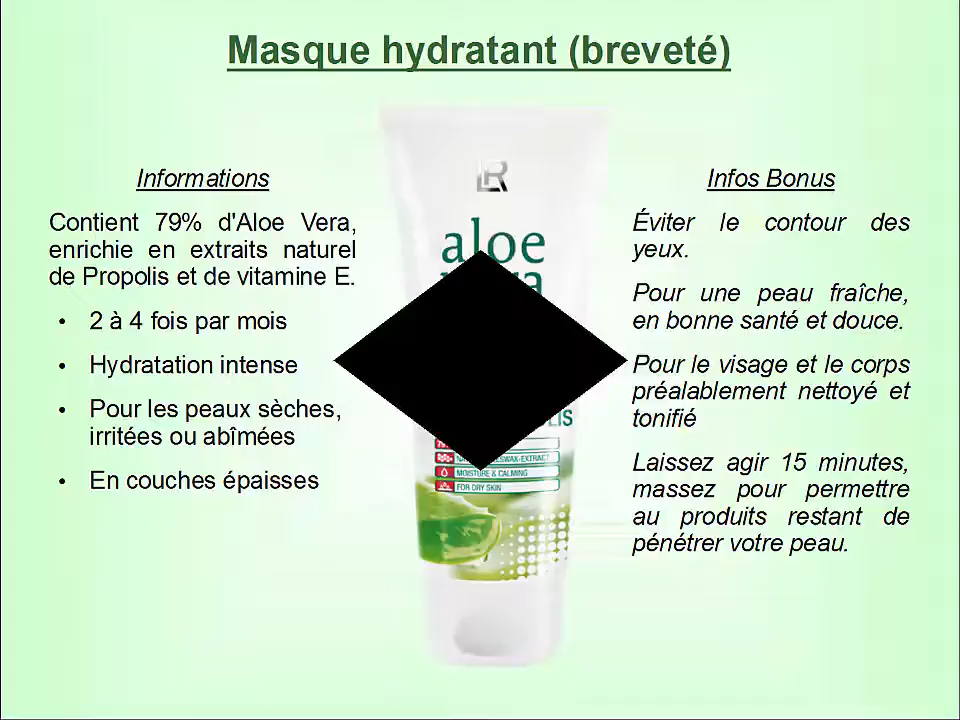 Masque hydratant (breveté)
Informations
Contient 79% d'Aloe Vera,
enrichie en extraits naturel
de Propolis et de vitamine E.
• 2 à 4 fois par mois
• Hydratation intense
• Pour les peaux sèches,
irritées ou abîmées
• En couches épaisses
LR
aloe
MOISTURE & CALMING
FOR DRY SKIN
Infos Bonus
Éviter le contour des
yeux.
Pour une peau fraîche,
en bonne santé et douce.
Pour le visage et le corps
préalablement nettoyé et
tonifié
Laissez agir 15 minutes,
massez pour permettre
au produits restant de
pénétrer votre peau.